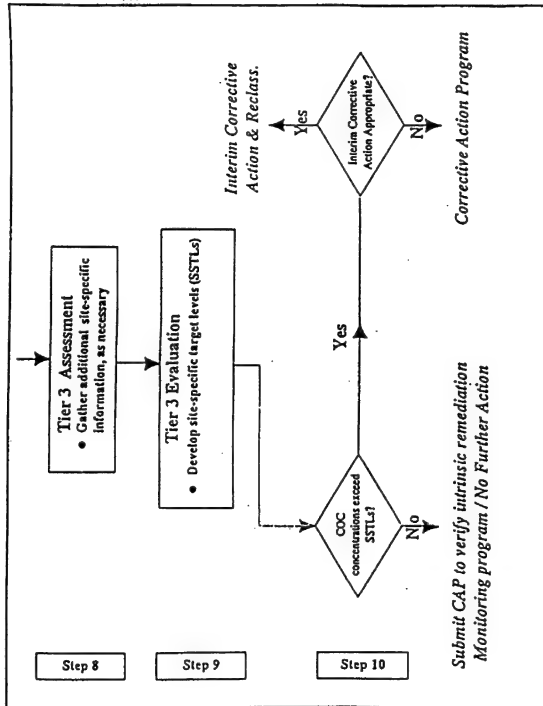 Step 8
Tier 3 Assessment
● Gather additional site-specific
information, as necessary
Step 9
Tier 3 Evaluation
● Develop site-specific target levels (SSTLs)
Step 10
COC
concentrations exceed
SSTLs?
Yes
No
Submit CAP to verify intrinsic remediation
Monitoring program / No Further Action
Interim Corrective
Action Appropriate?
Yes
Interim Corrective
Action & Reclass.
No
Corrective Action Program